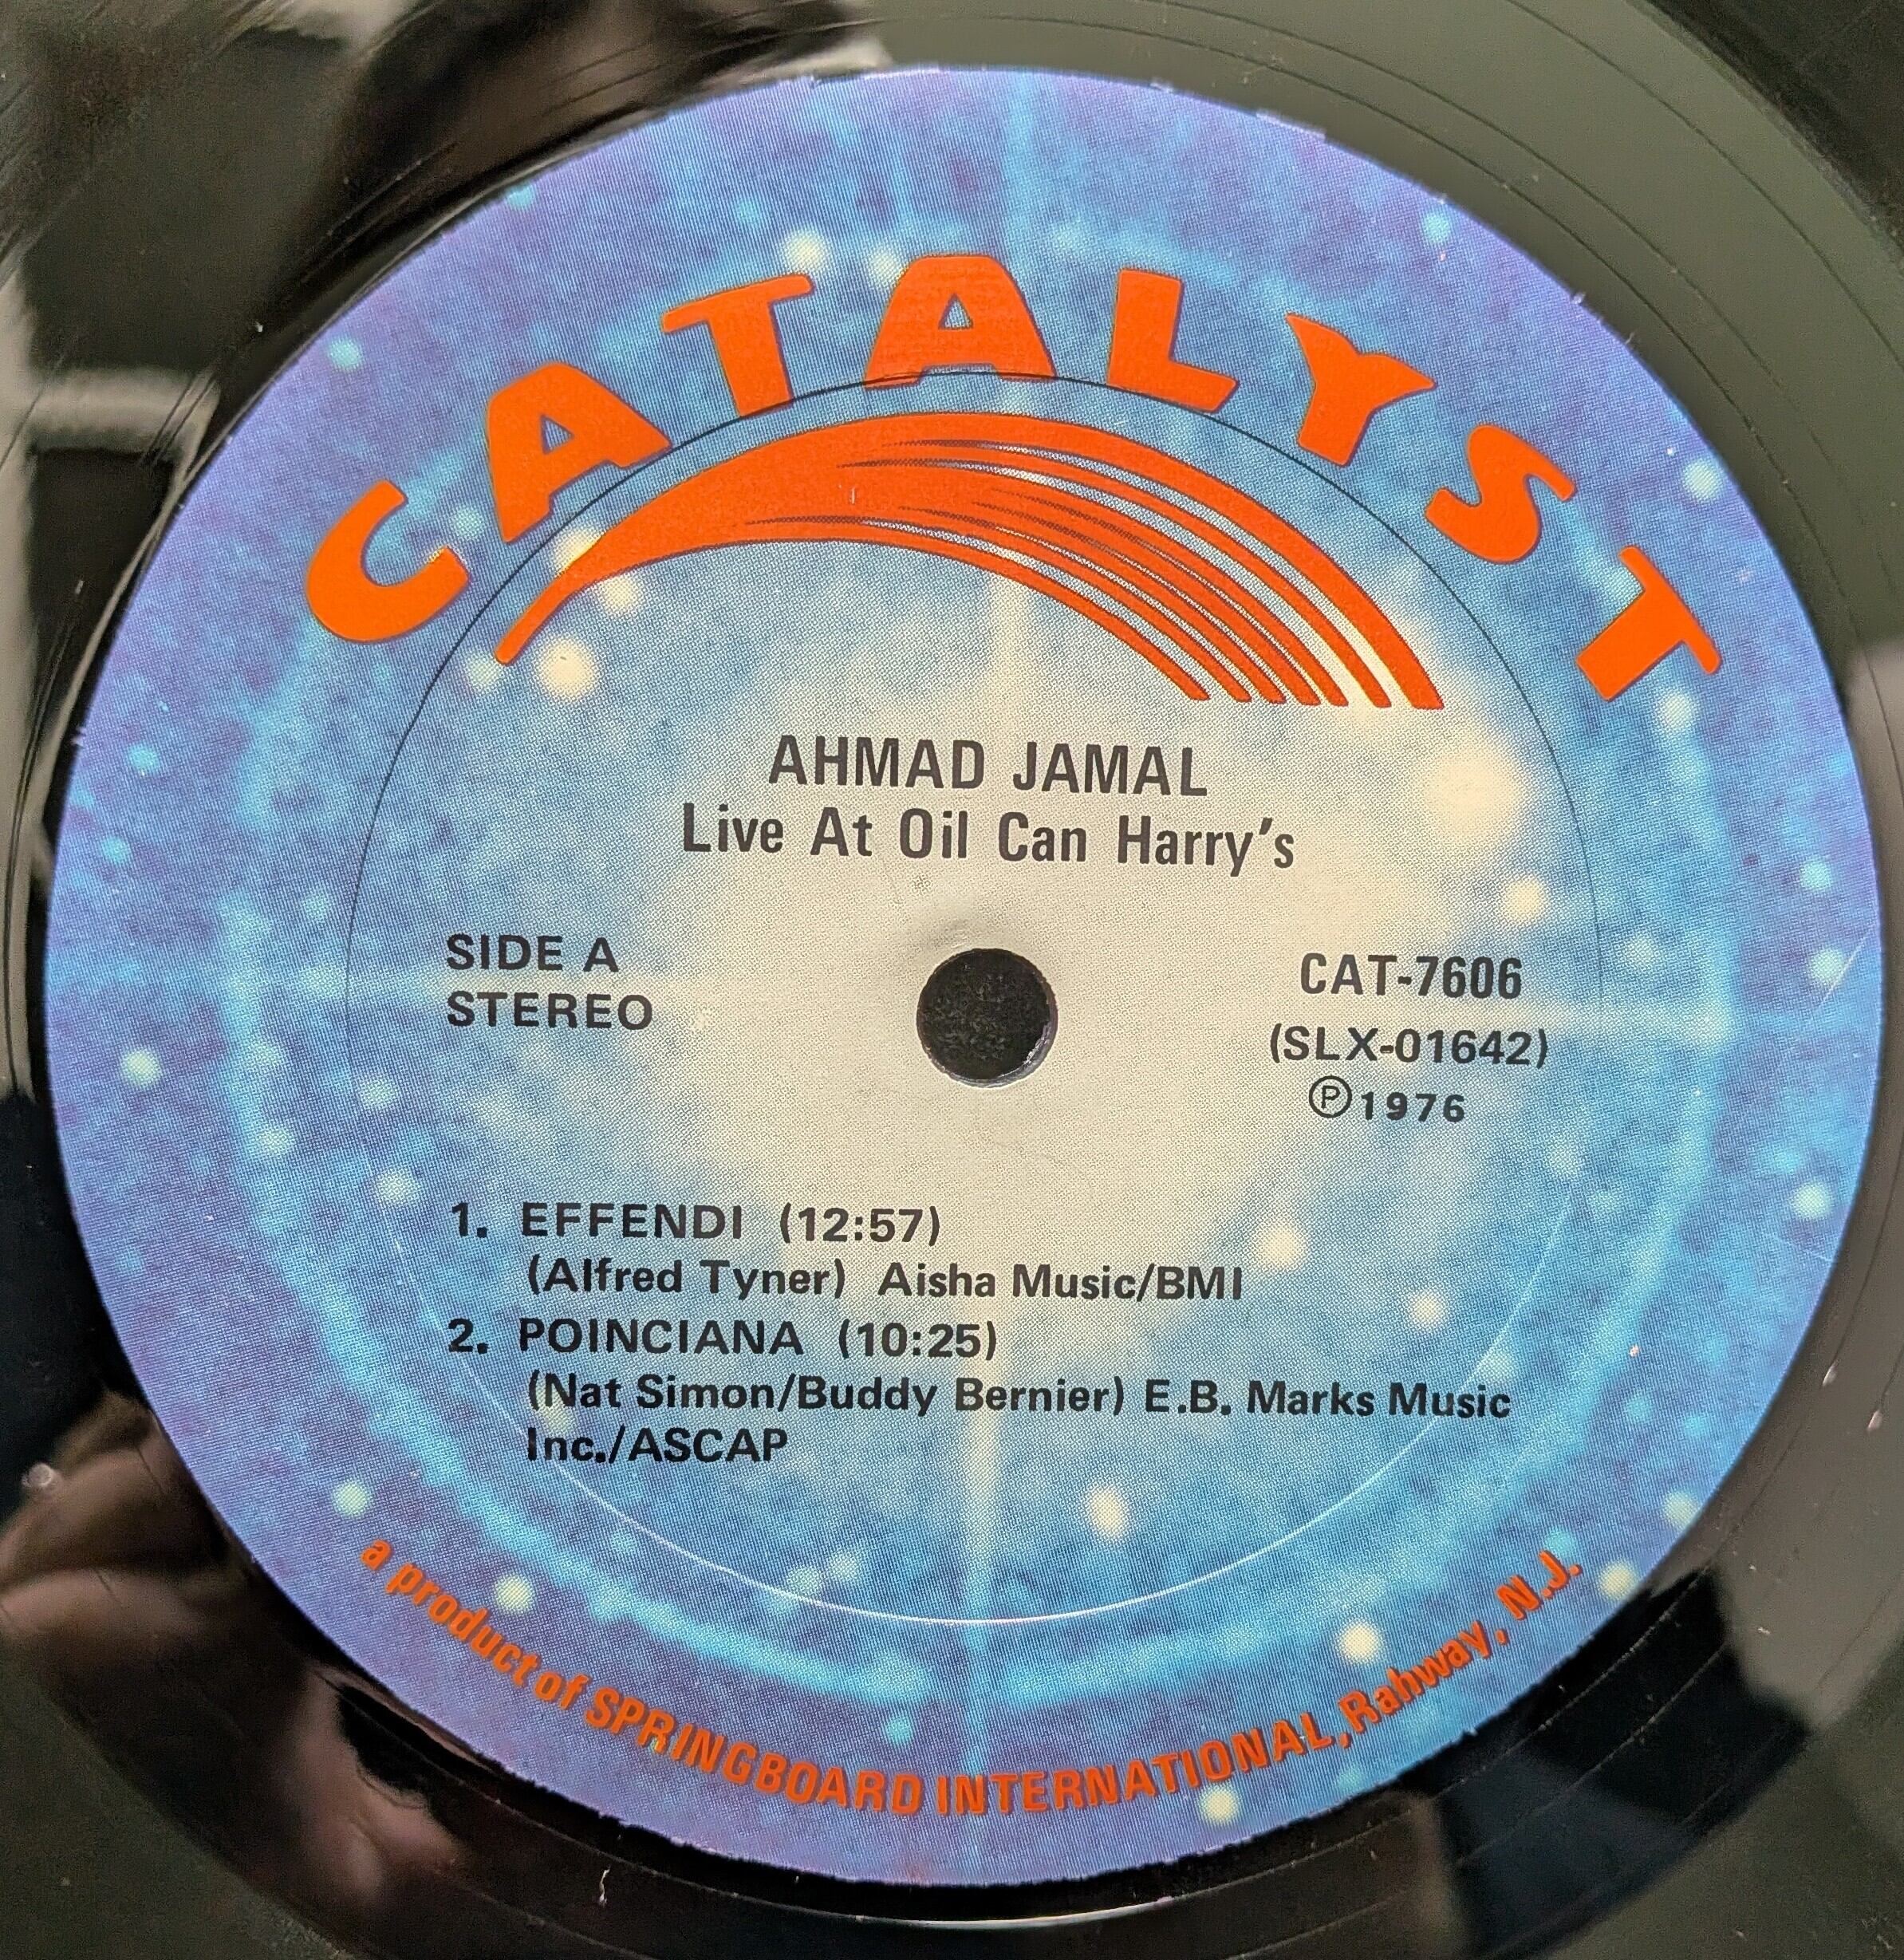 CATALYST
AHMAD JAMAL
Live At Oil Can Harry's
SIDE A
STEREO
CAT-7606
(SLX-01642)
Ⓟ1976
1. EFFENDI (12:57)
(Alfred Tyner) Aisha Music/BMI
2. POINCIANA (10:25)
(Nat Simon/Buddy Bernier) E.B. Marks Music
Inc./ASCAP
a product of SPRINGBOARD INTERNATIONAL, Rahway, N.J.